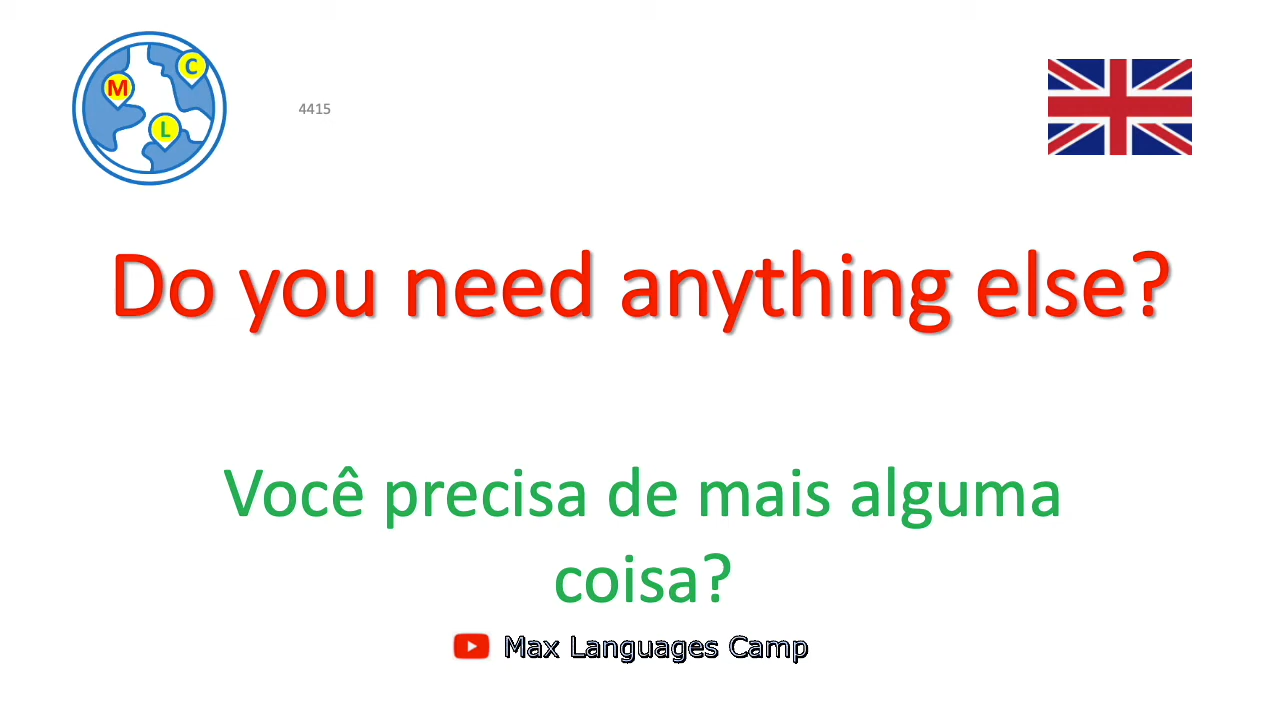 M
C
L
4415
Do you need anything else?
Você precisa de mais alguma
coisa?
Max Languages Camp